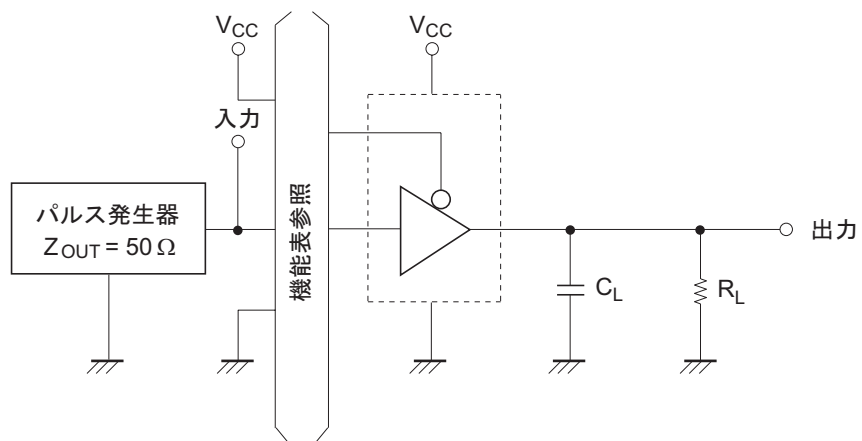 VCC
VCC
入力
パルス発生器
ZOUT = 50 Ω
機能表参照
出力
CL
RL